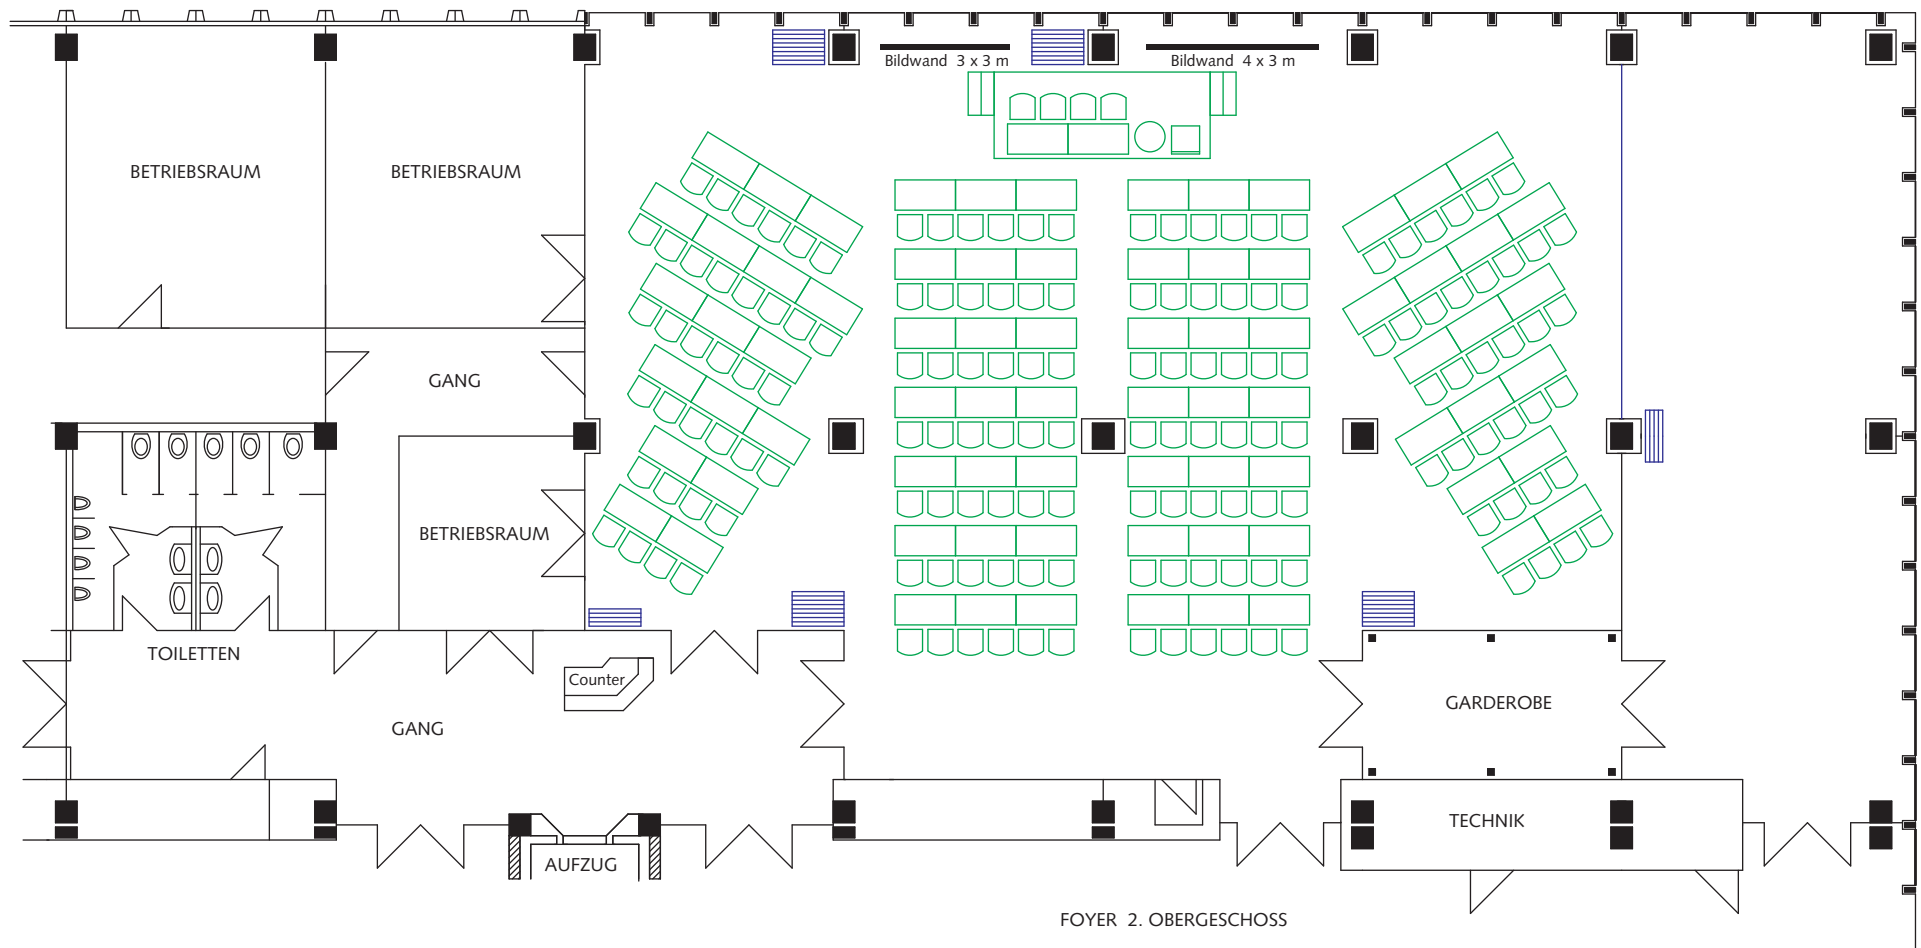 Bildwand 3 x 3 m
Bildwand 4 x 3 m
BETRIEBSRAUM
BETRIEBSRAUM
GANG
BETRIEBSRAUM
TOILETTEN
Counter
GARDEROBE
GANG
TECHNIK
AUFZUG
FOYER 2. OBERGESCHOSS